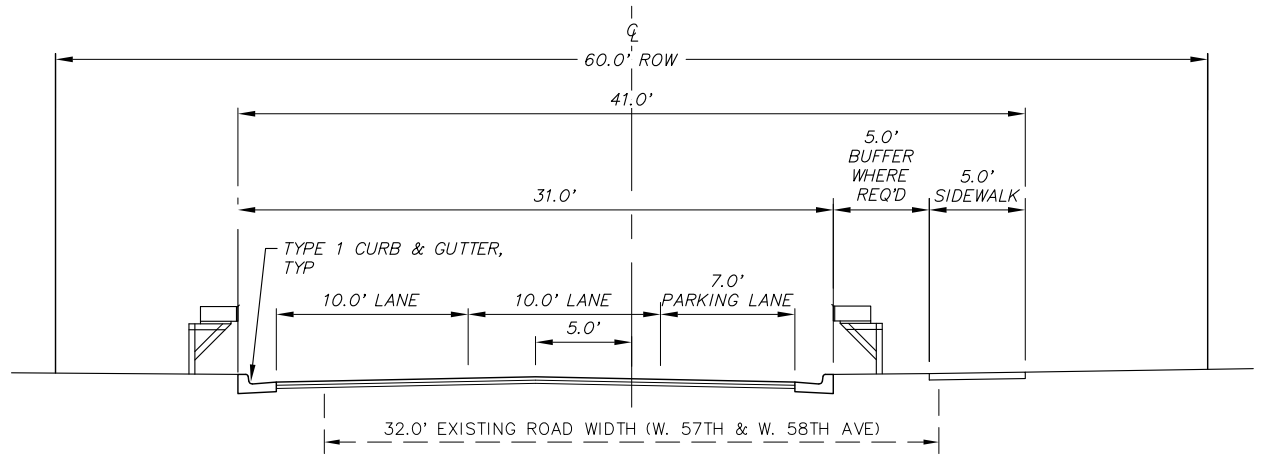 ℄
60.0' ROW
41.0'
5.0'
BUFFER
WHERE
REQ'D
5.0'
SIDEWALK
31.0'
TYPE 1 CURB & GUTTER,
TYP
10.0' LANE
10.0' LANE
7.0'
PARKING LANE
5.0'
32.0' EXISTING ROAD WIDTH (W. 57TH & W. 58TH AVE)